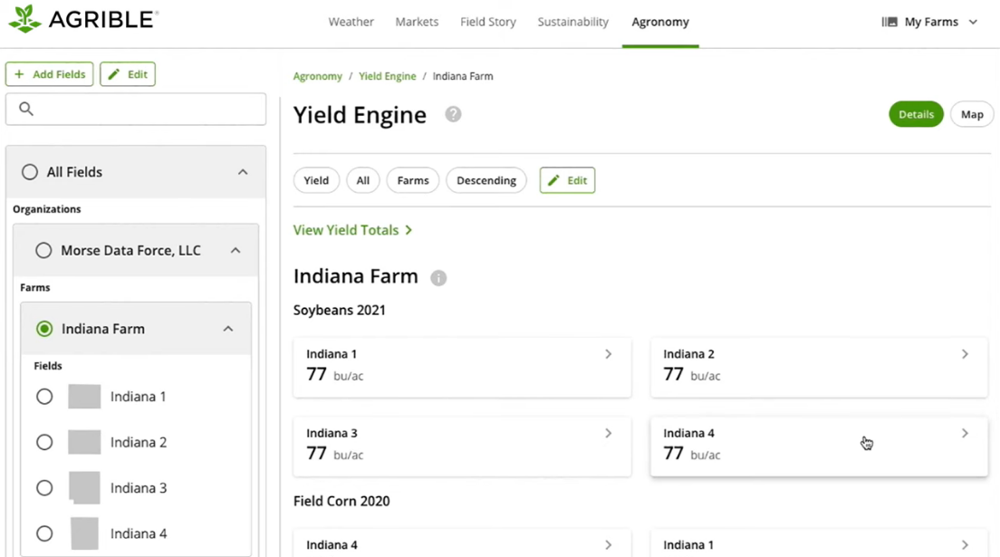 AGRIBLE
Weather
Markets
Field Story
Sustainability
Agronomy
My Farms
+ Add Fields
Edit
All Fields
Organizations
Morse Data Force, LLC
Farms
Indiana Farm
Fields
Indiana 1
Indiana 2
Indiana 3
Indiana 4
Agronomy / Yield Engine / Indiana Farm
Yield Engine ?
Details
Map
Yield
All
Farms
Descending
Edit
View Yield Totals >
Indiana Farm i
Soybeans 2021
Indiana 1
77 bu/ac
Indiana 2
77 bu/ac
Indiana 3
77 bu/ac
Indiana 4
77 bu/ac
Field Corn 2020
Indiana 4
Indiana 1